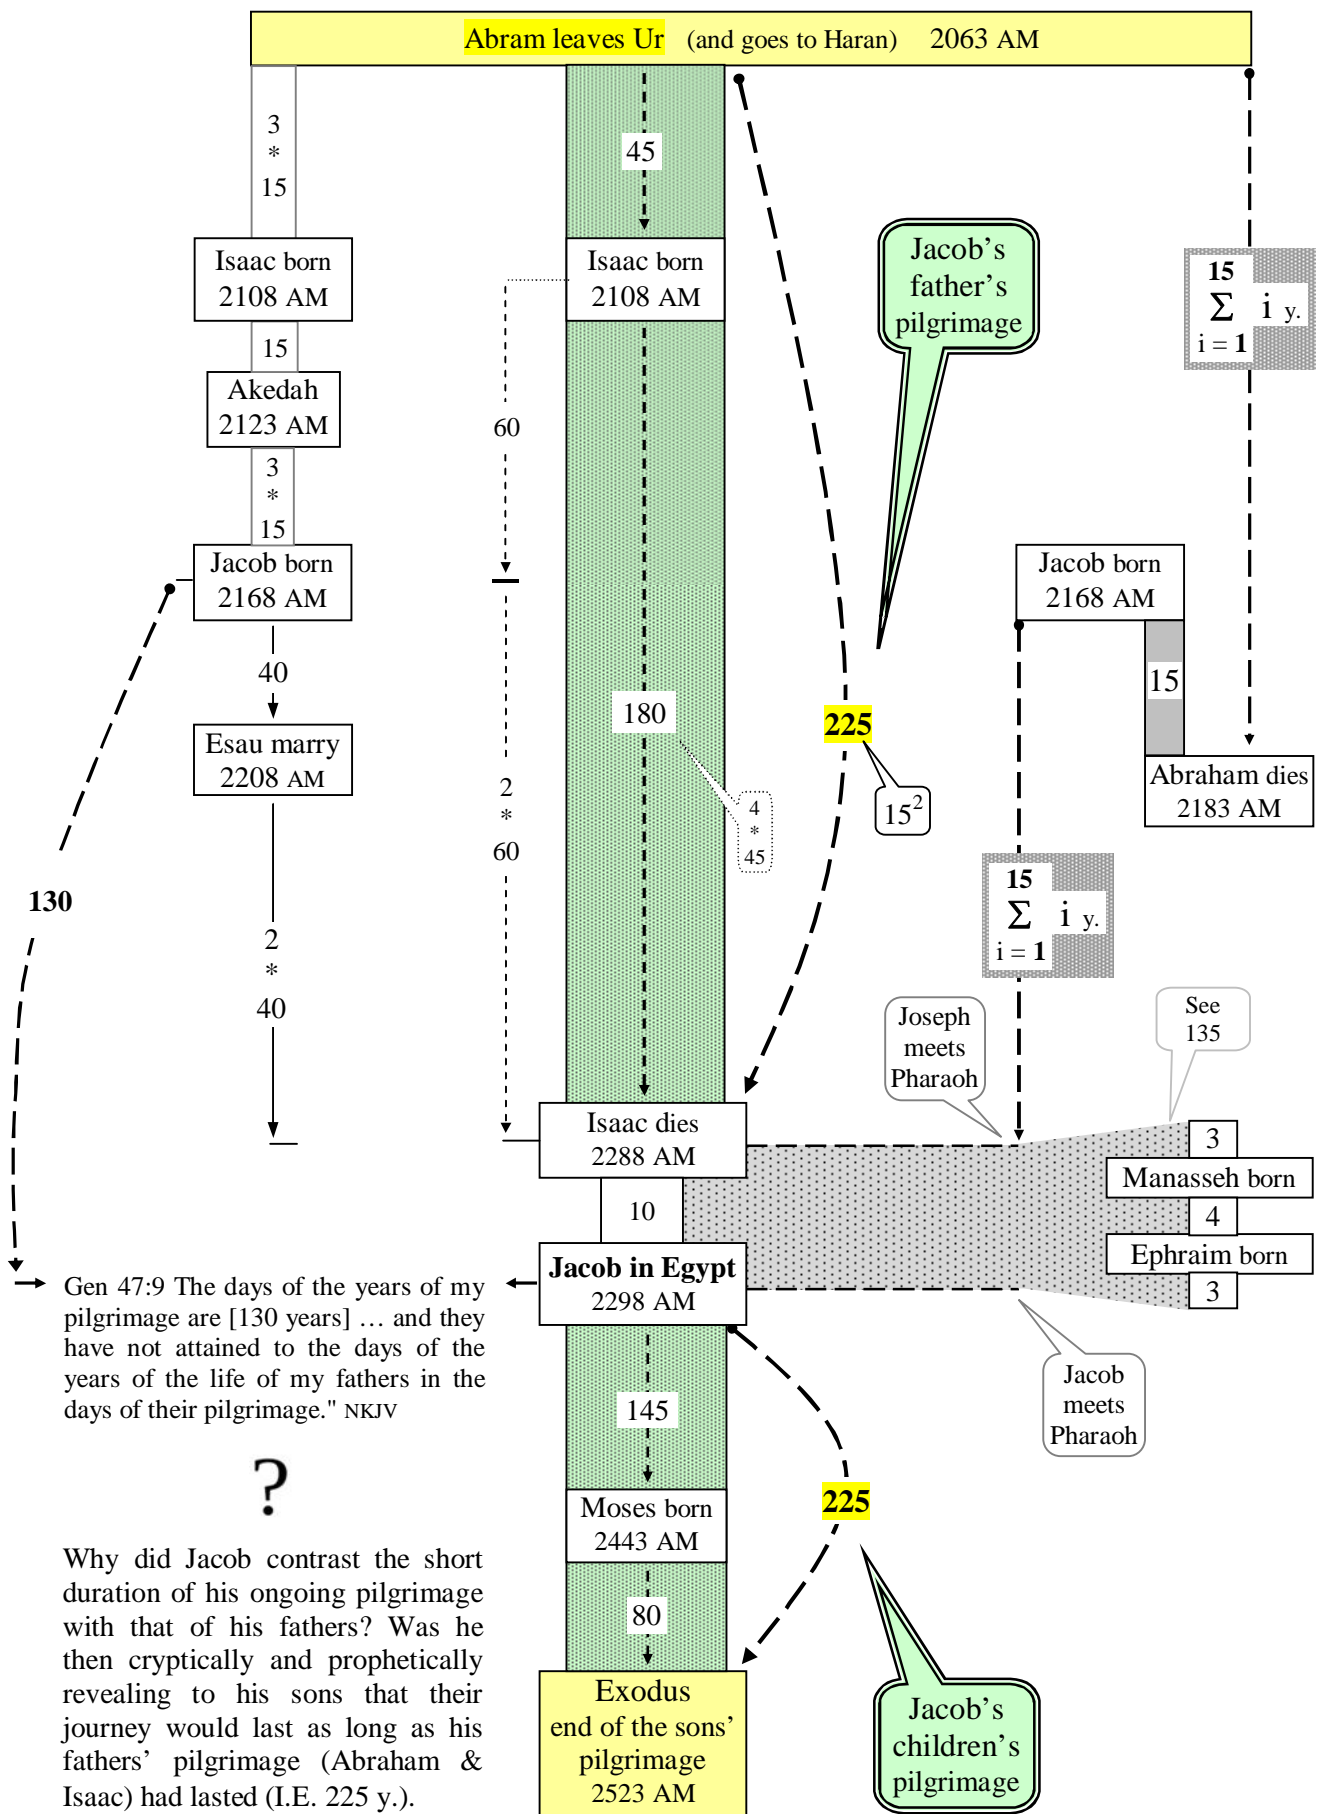 Abram leaves Ur (and goes to Haran) 2063 AM
3
*
15
45
Isaac born
2108 AM
Isaac born
2108 AM
Jacob’s
father’s
pilgrimage
15
Σ i y.
i = 1
15
Akedah
2123 AM
60
3
*
15
Jacob born
2168 AM
Jacob born
2168 AM
40
15
180
225
Esau marry
2208 AM
Abraham dies
2183 AM
2
*
60
4
*
45
15²
130
15
Σ i y.
i = 1
2
*
40
Joseph
meets
Pharaoh
See
135
Isaac dies
2288 AM
3
Manasseh born
10
4
Ephraim born
3
Jacob in Egypt
2298 AM
Gen 47:9 The days of the years of my
pilgrimage are [130 years] … and they
have not attained to the days of the
years of the life of my fathers in the
days of their pilgrimage." NKJV
Jacob
meets
Pharaoh
145
?
225
Moses born
2443 AM
Why did Jacob contrast the short
duration of his ongoing pilgrimage
with that of his fathers? Was he
then cryptically and prophetically
revealing to his sons that their
journey would last as long as his
fathers’ pilgrimage (Abraham &
Isaac) had lasted (I.E. 225 y.).
80
Exodus
end of the sons’
pilgrimage
2523 AM
Jacob’s
children’s
pilgrimage